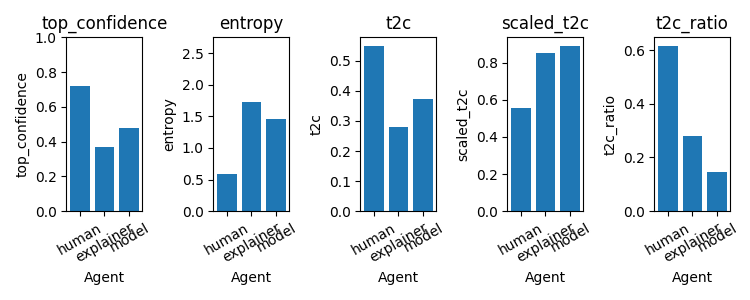 top_confidence
entropy
t2c
scaled_t2c
t2c_ratio
top_confidence
1.0
0.8
0.6
0.4
0.2
0.0
human
explainer
model
Agent
entropy
2.5
2.0
1.5
1.0
0.5
0.0
human
explainer
model
Agent
t2c
0.5
0.4
0.3
0.2
0.1
0.0
human
explainer
model
Agent
scaled_t2c
0.8
0.6
0.4
0.2
0.0
human
explainer
model
Agent
t2c_ratio
0.6
0.4
0.2
0.0
human
explainer
model
Agent